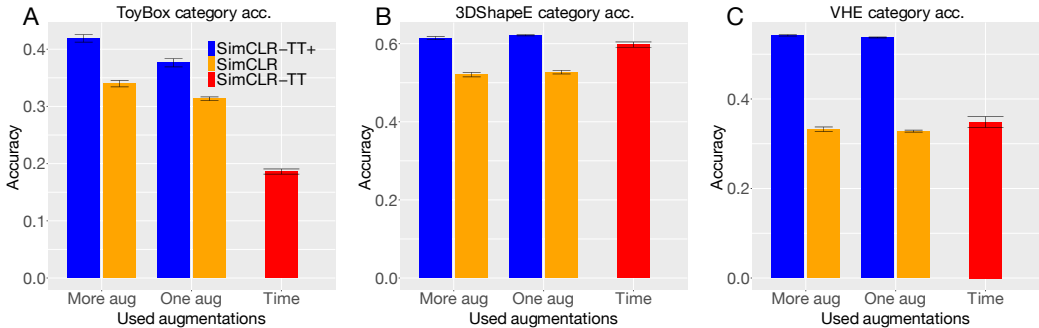 A
ToyBox category acc.
Accuracy
0.4
0.3
0.2
0.1
0.0
SimCLR-TT+
SimCLR
SimCLR-TT
More aug
One aug
Time
Used augmentations
B
3DShapeE category acc.
Accuracy
0.6
0.4
0.2
0.0
More aug
One aug
Time
Used augmentations
C
VHE category acc.
Accuracy
0.4
0.2
0.0
More aug
One aug
Time
Used augmentations